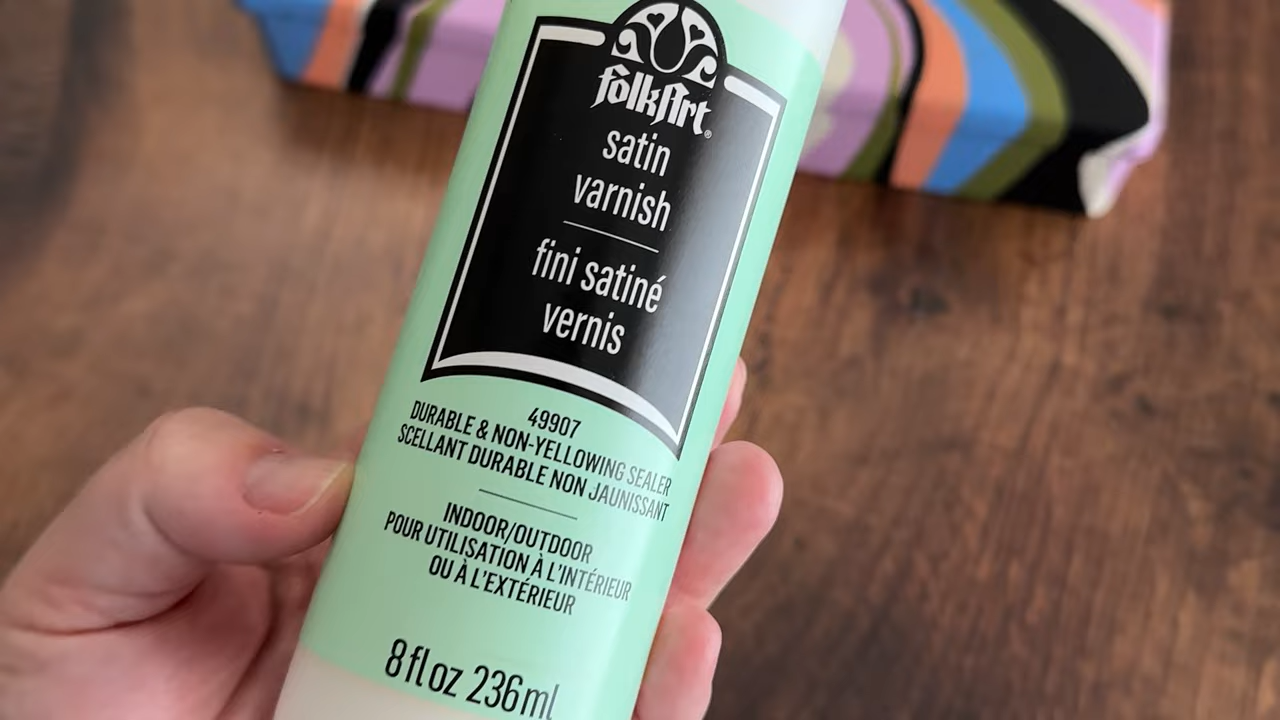 folkArt®
satin
varnish
fini satiné
vernis
49907
DURABLE & NON-YELLOWING SEALER
SCELLANT DURABLE NON JAUNISSANT
INDOOR/OUTDOOR
POUR UTILISATION À L'INTÉRIEUR
OU À L'EXTÉRIEUR
8 fl oz 236 ml